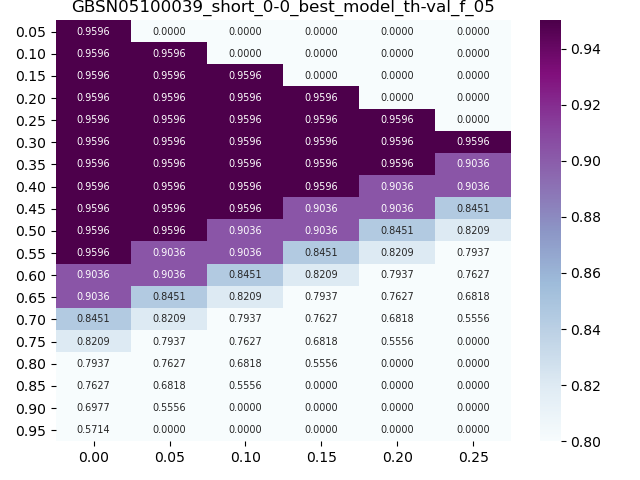 GBSN05100039_short_0-0_best_model_th-val_f_05
0.05 0.9596 0.0000 0.0000 0.0000 0.0000 0.0000
0.10 0.9596 0.9596 0.0000 0.0000 0.0000 0.0000
0.15 0.9596 0.9596 0.9596 0.0000 0.0000 0.0000
0.20 0.9596 0.9596 0.9596 0.9596 0.0000 0.0000
0.25 0.9596 0.9596 0.9596 0.9596 0.9596 0.0000
0.30 0.9596 0.9596 0.9596 0.9596 0.9596 0.9596
0.35 0.9596 0.9596 0.9596 0.9596 0.9596 0.9036
0.40 0.9596 0.9596 0.9596 0.9596 0.9036 0.9036
0.45 0.9596 0.9596 0.9596 0.9036 0.9036 0.8451
0.50 0.9596 0.9596 0.9036 0.9036 0.8451 0.8209
0.55 0.9596 0.9036 0.9036 0.8451 0.8209 0.7937
0.60 0.9036 0.9036 0.8451 0.8209 0.7937 0.7627
0.65 0.9036 0.8451 0.8209 0.7937 0.7627 0.6818
0.70 0.8451 0.8209 0.7937 0.7627 0.6818 0.5556
0.75 0.8209 0.7937 0.7627 0.6818 0.5556 0.0000
0.80 0.7937 0.7627 0.6818 0.5556 0.0000 0.0000
0.85 0.7627 0.6818 0.5556 0.0000 0.0000 0.0000
0.90 0.6977 0.5556 0.0000 0.0000 0.0000 0.0000
0.95 0.5714 0.0000 0.0000 0.0000 0.0000 0.0000
0.00 0.05 0.10 0.15 0.20 0.25
0.94
0.92
0.90
0.88
0.86
0.84
0.82
0.80